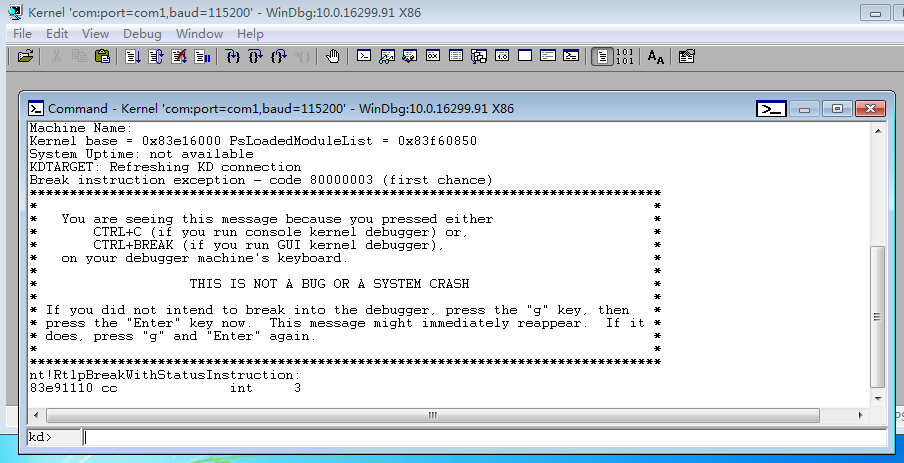 Kernel 'com:port=com1,baud=115200' - WinDbg:10.0.16299.91 X86
File Edit View Debug Window Help
Command - Kernel 'com:port=com1,baud=115200' - WinDbg:10.0.16299.91 X86
Machine Name:
Kernel base = 0x83e16000 PsLoadedModuleList = 0x83f60850
System Uptime: not available
KDTARGET: Refreshing KD connection
Break instruction exception - code 80000003 (first chance)
*******************************************************************************
*                                                                             *
*   You are seeing this message because you pressed either                    *
*       CTRL+C (if you run console kernel debugger) or,                       *
*       CTRL+BREAK (if you run GUI kernel debugger),                          *
*   on your debugger machine's keyboard.                                      *
*                                                                             *
*                   THIS IS NOT A BUG OR A SYSTEM CRASH                       *
*                                                                             *
* If you did not intend to break into the debugger, press the "g" key, then   *
* press the "Enter" key now.  This message might immediately reappear.  If it *
* does, press "g" and "Enter" again.                                          *
*                                                                             *
*******************************************************************************
nt!RtlpBreakWithStatusInstruction:
83e91110 cc              int     3
kd>